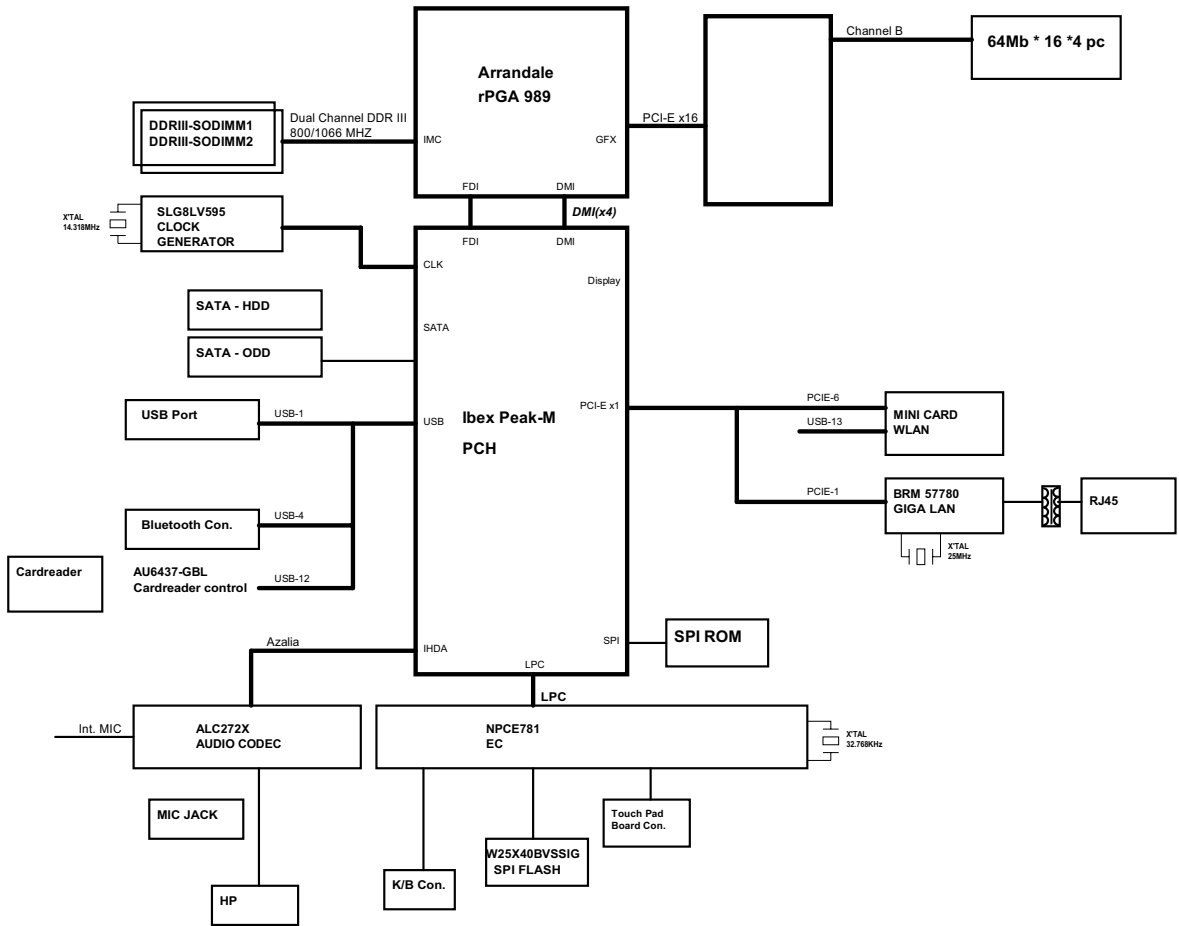 Arrandale
rPGA 989
IMC
GFX
FDI
DMI
PCI-E x16
Channel B
64Mb * 16 *4 pc
DDRIII-SODIMM1
DDRIII-SODIMM2
Dual Channel DDR III
800/1066 MHZ
DMI(x4)
X'TAL
14.318MHz
SLG8LV595
CLOCK
GENERATOR
FDI
DMI
CLK
Display
SATA - HDD
SATA
SATA - ODD
USB Port
USB-1
USB
Ibex Peak-M
PCH
PCI-E x1
PCIE-6
USB-13
MINI CARD
WLAN
PCIE-1
BRM 57780
GIGA LAN
RJ45
X'TAL
25MHz
Bluetooth Con.
USB-4
Cardreader
AU6437-GBL
Cardreader control
USB-12
Azalia
IHDA
SPI
SPI ROM
LPC
LPC
Int. MIC
ALC272X
AUDIO CODEC
NPCE781
EC
X'TAL
32.768KHz
MIC JACK
Touch Pad
Board Con.
W25X40BVSSIG
SPI FLASH
K/B Con.
HP